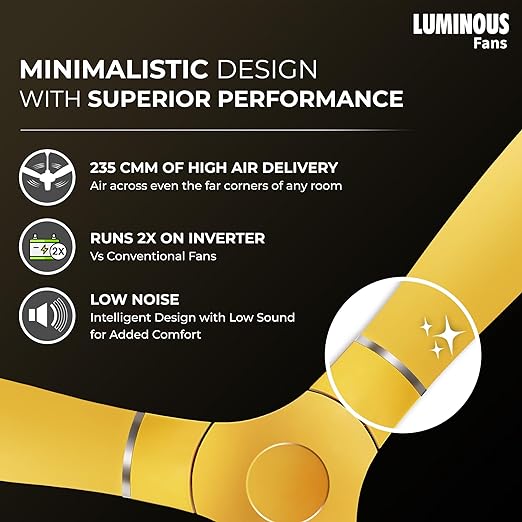 LUMINOUS
Fans
MINIMALISTIC DESIGN
WITH SUPERIOR PERFORMANCE
235 CMM OF HIGH AIR DELIVERY
Air across even the far corners of any room
2X
RUNS 2X ON INVERTER
Vs Conventional Fans
LOW NOISE
Intelligent Design with Low Sound
for Added Comfort